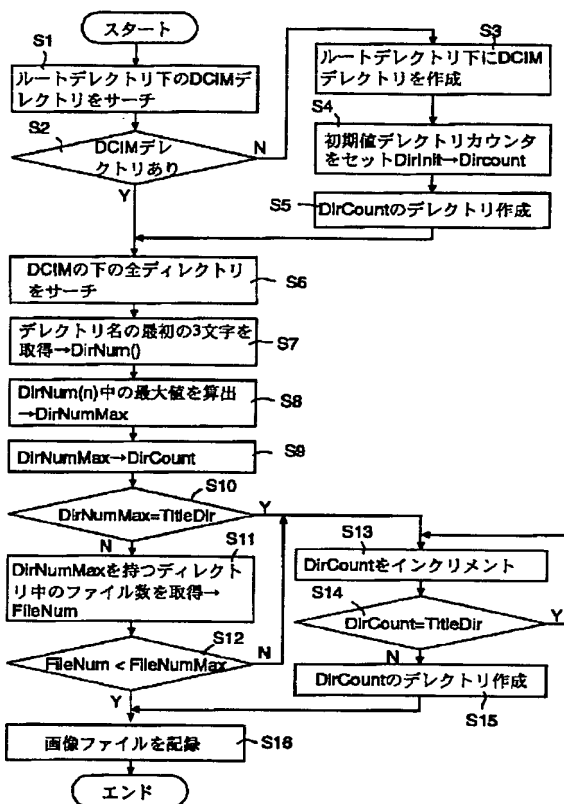 スタート
S1
ルートデレクトリ下のDCIMデ
レクトリをサーチ
S2
DCIMデレ
クトリあり
N
Y
S3
ルートデレクトリ下にDCIM
デレクトリを作成
S4
初期値デレクトリカウンタ
をセットDirInit→Dircount
S5
DirCountのデレクトリ作成
DCIMの下の全ディレクトリ
をサーチ
S6
デレクトリ名の最初の3文字を
取得→DirNum()
S7
DirNum(n)中の最大値を算出
→DirNumMax
S8
DirNumMax→DirCount
S9
S10
DirNumMax=TitleDir
Y
N
S11
DirNumMaxを持つディレクト
リ中のファイル数を取得→
FileNum
S12
FileNum < FileNumMax
N
Y
S13
DirCountをインクリメント
S14
DirCount=TitleDir
Y
N
DirCountのデレクトリ作成
S15
画像ファイルを記録
S16
エンド